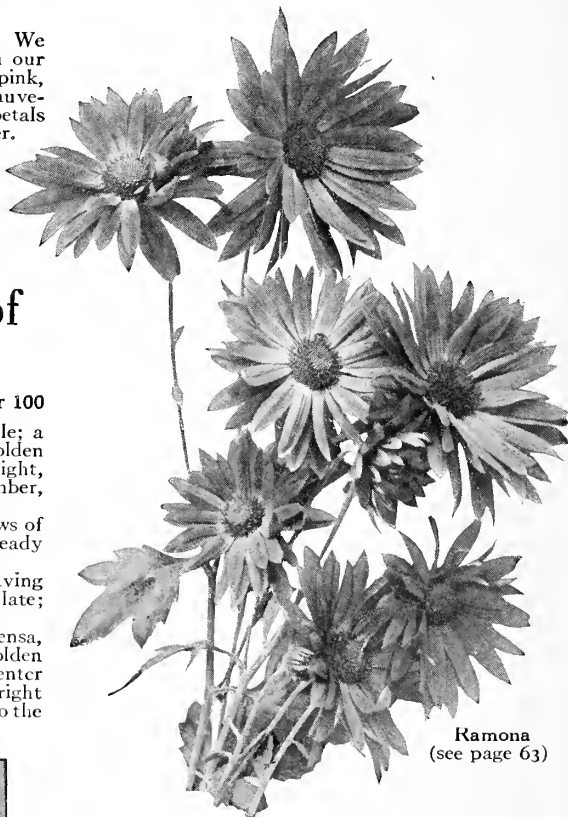 We
our
pink,
auve-
petals
er.
of
r 100
le; a
olden
ight,
nber,
ws of
eady
ving
late;
ensa,
olden
enter
right
o the
Ramona
(see page 63)